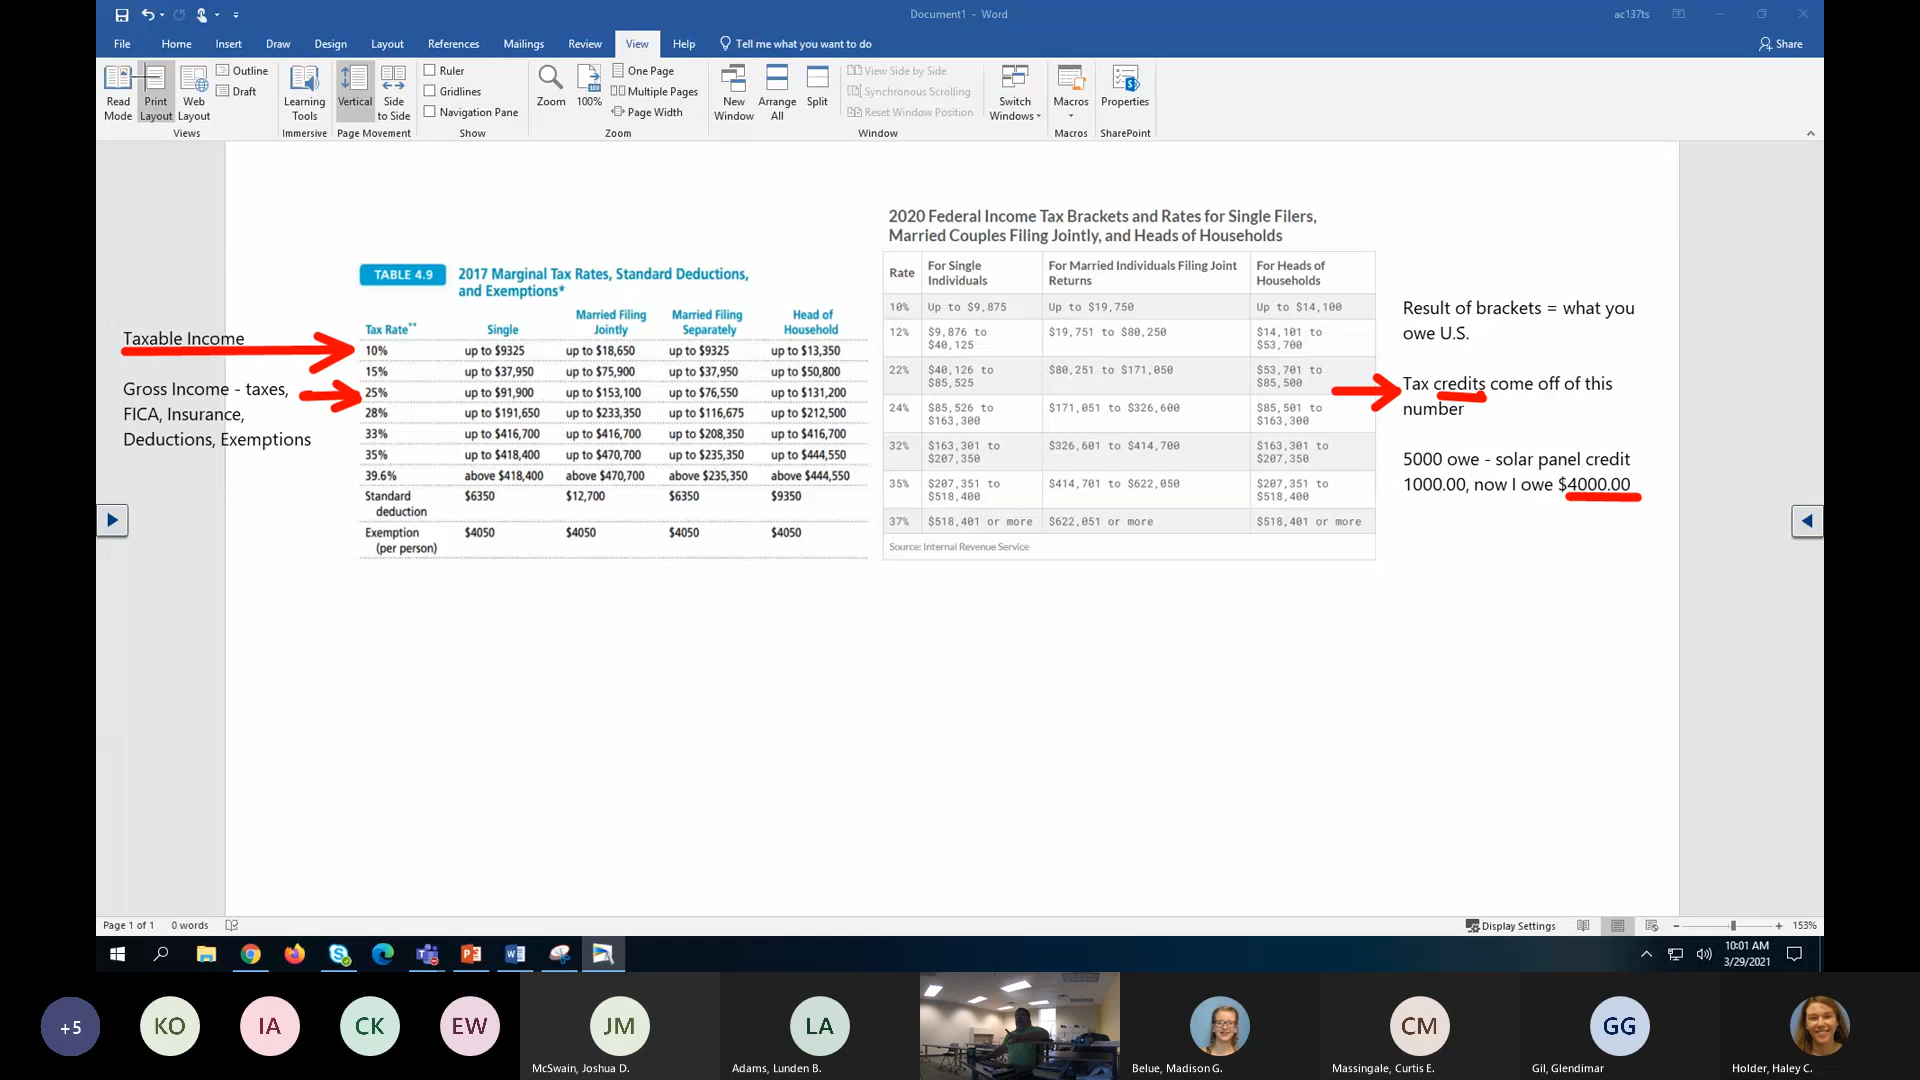 Document1 - Word
ac137ts
File Home Insert Draw Design Layout References Mailings Review View Help Tell me what you want to do
Share
Read Mode
Print Layout
Web Layout
Outline
Draft
Views
Learning Tools
Immersive
Vertical
Side to Side
Page Movement
Ruler
Gridlines
Navigation Pane
Show
Zoom
100%
One Page
Multiple Pages
Page Width
Zoom
New Window
Arrange All
Split
View Side by Side
Synchronous Scrolling
Reset Window Position
Window
Switch Windows
Macros
Macros
Properties
SharePoint
Taxable Income
Gross Income - taxes,
FICA, Insurance,
Deductions, Exemptions
TABLE 4.9 2017 Marginal Tax Rates, Standard Deductions,
and Exemptions*
Tax Rate** Single Married Filing Jointly Married Filing Separately Head of Household
10% up to $9325 up to $18,650 up to $9325 up to $13,350
15% up to $37,950 up to $75,900 up to $37,950 up to $50,800
25% up to $91,900 up to $153,100 up to $76,550 up to $131,200
28% up to $191,650 up to $233,350 up to $116,675 up to $212,500
33% up to $416,700 up to $416,700 up to $208,350 up to $416,700
35% up to $418,400 up to $470,700 up to $235,350 up to $444,550
39.6% above $418,400 above $470,700 above $235,350 above $444,550
Standard deduction $6350 $12,700 $6350 $9350
Exemption (per person) $4050 $4050 $4050 $4050
2020 Federal Income Tax Brackets and Rates for Single Filers,
Married Couples Filing Jointly, and Heads of Households
Rate For Single Individuals For Married Individuals Filing Joint Returns For Heads of Households
10% Up to $9,875 Up to $19,750 Up to $14,100
12% $9,876 to $40,125 $19,751 to $80,250 $14,101 to $53,700
22% $40,126 to $85,525 $80,251 to $171,050 $53,701 to $85,500
24% $85,526 to $163,300 $171,051 to $326,600 $85,501 to $163,300
32% $163,301 to $207,350 $326,601 to $414,700 $163,301 to $207,350
35% $207,351 to $518,400 $414,701 to $622,050 $207,351 to $518,400
37% $518,401 or more $622,051 or more $518,401 or more
Source: Internal Revenue Service
Result of brackets = what you
owe U.S.
Tax credits come off of this
number
5000 owe - solar panel credit
1000.00, now I owe $4000.00
Page 1 of 1 0 words
Display Settings
153%
10:01 AM
3/29/2021
+5
KO
IA
CK
EW
JM
McSwain, Joshua D.
LA
Adams, Lunden B.
Belue, Madison G.
CM
Massingale, Curtis E.
GG
Gil, Glendimar
Holder, Haley C.